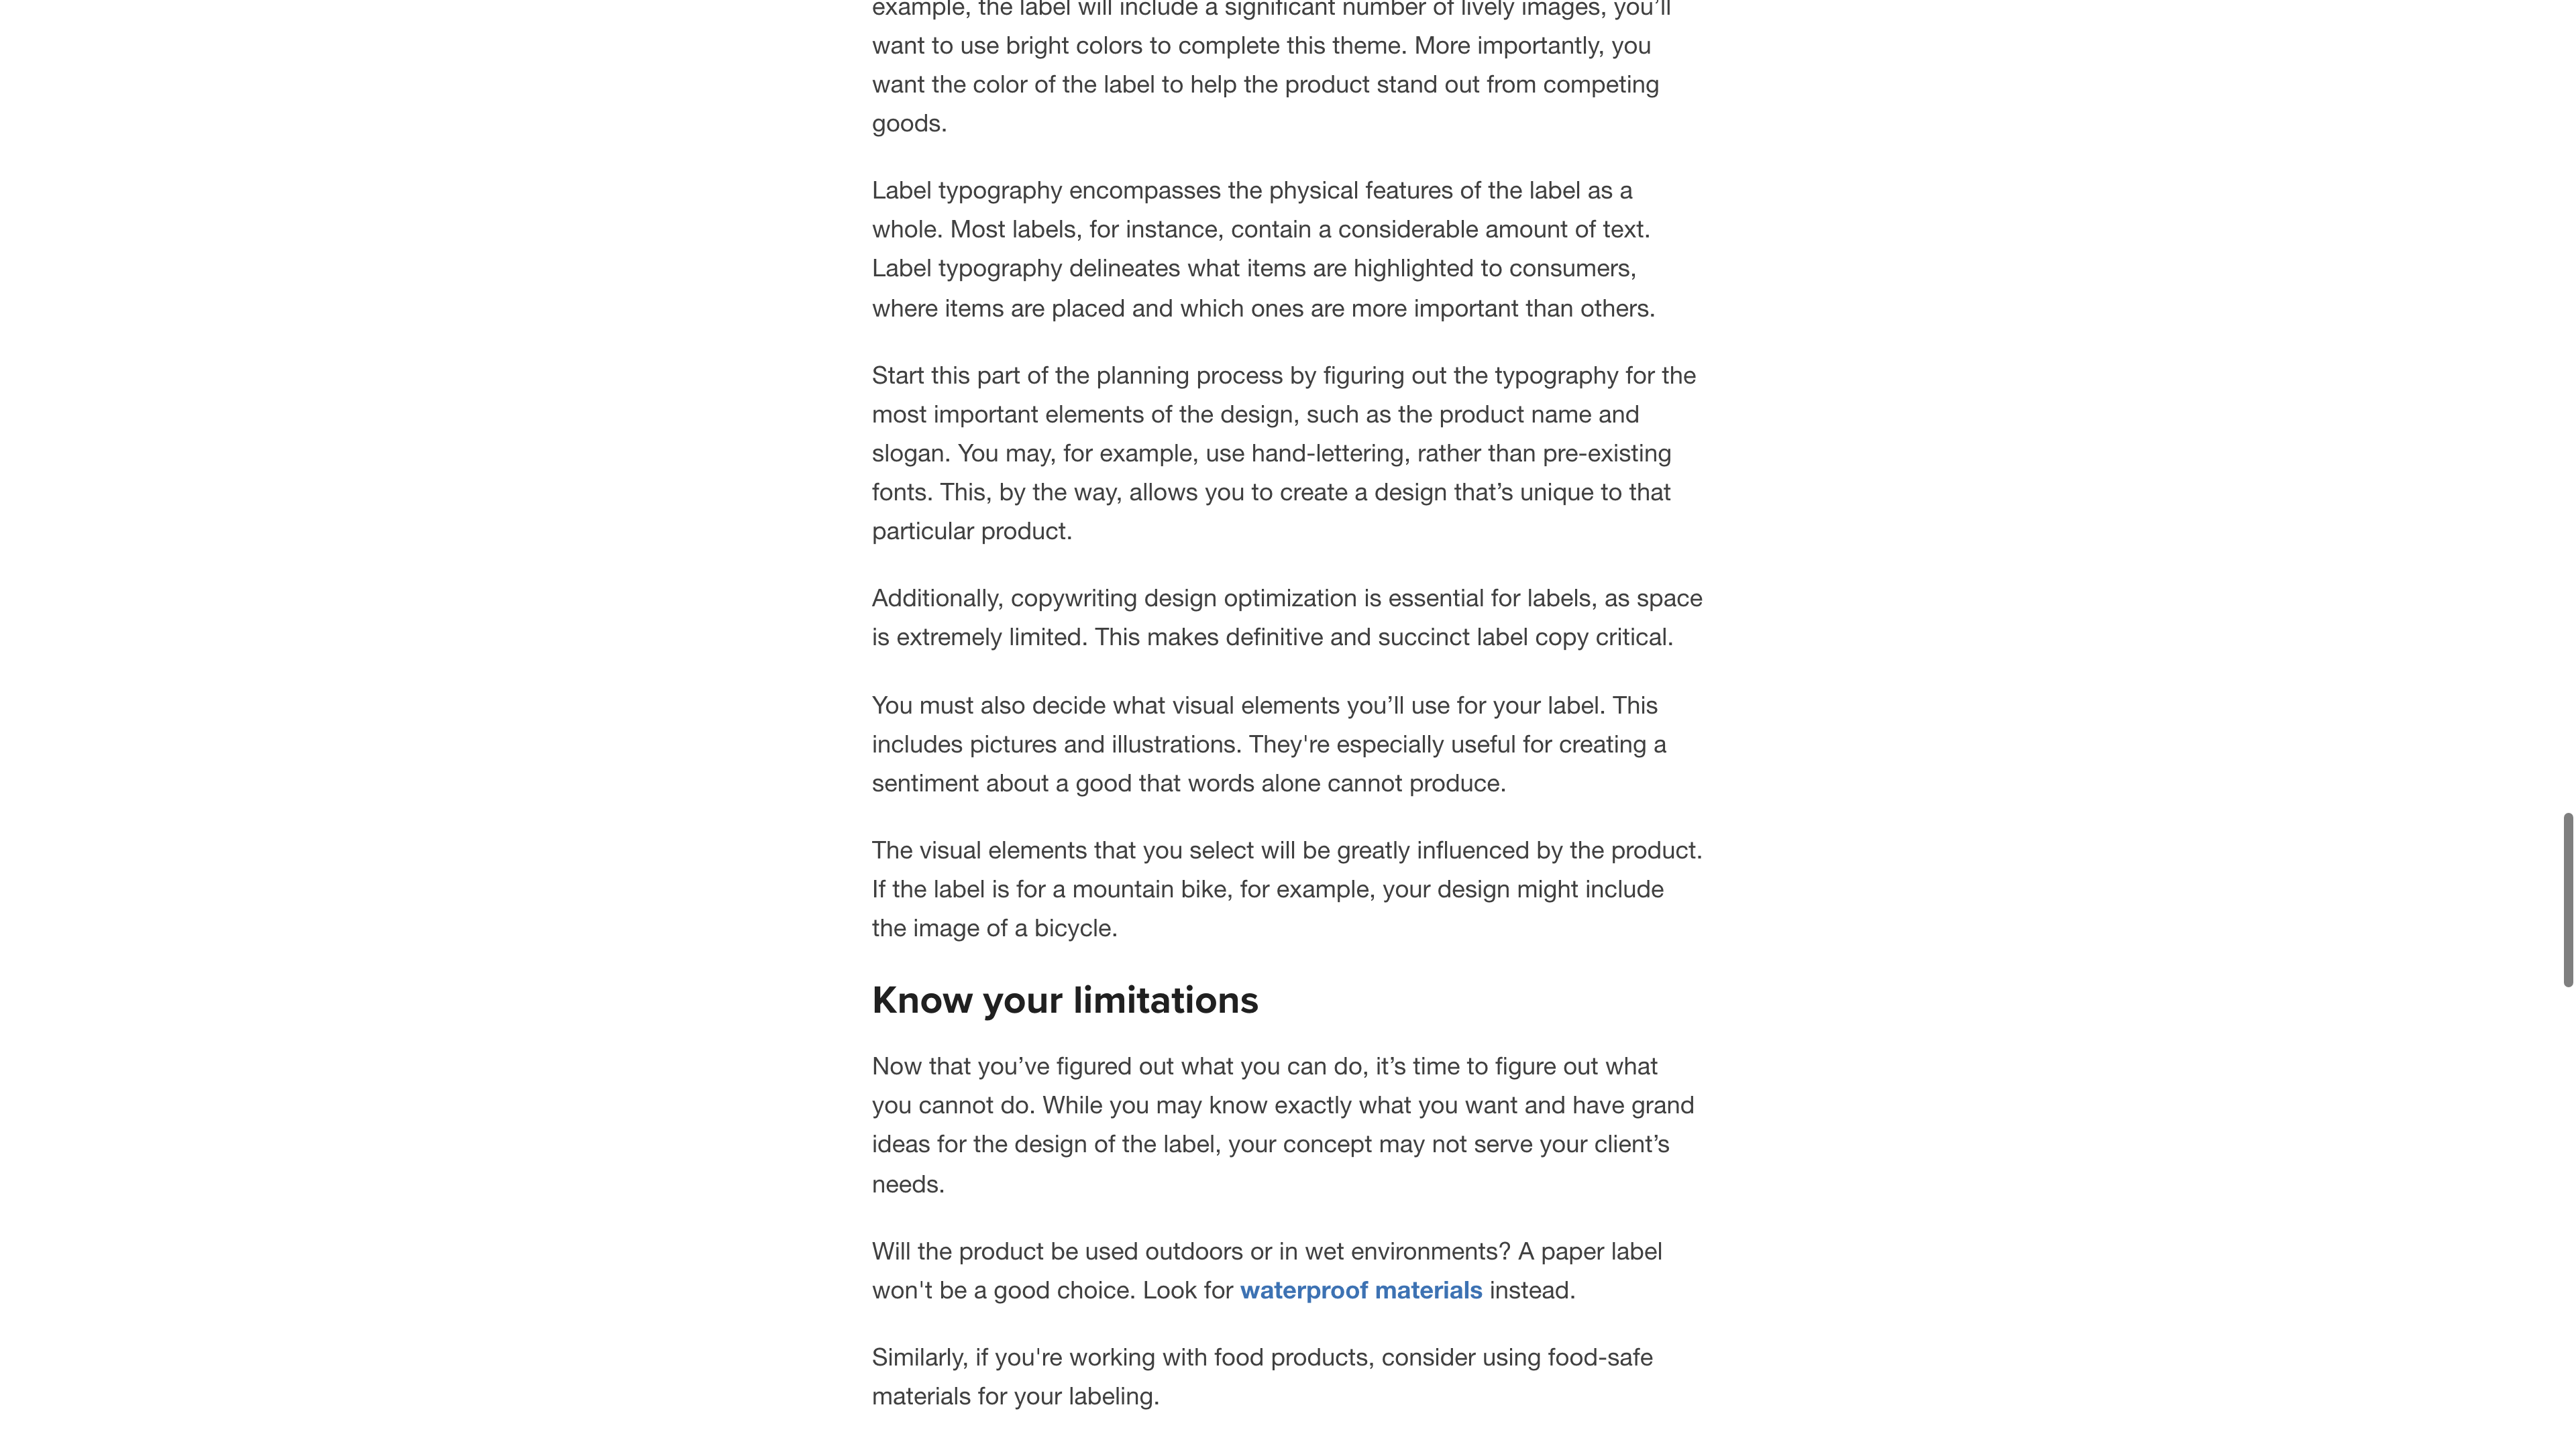 example, the label will include a significant number of lively images, you’ll
want to use bright colors to complete this theme. More importantly, you
want the color of the label to help the product stand out from competing
goods.
Label typography encompasses the physical features of the label as a
whole. Most labels, for instance, contain a considerable amount of text.
Label typography delineates what items are highlighted to consumers,
where items are placed and which ones are more important than others.
Start this part of the planning process by figuring out the typography for the
most important elements of the design, such as the product name and
slogan. You may, for example, use hand-lettering, rather than pre-existing
fonts. This, by the way, allows you to create a design that’s unique to that
particular product.
Additionally, copywriting design optimization is essential for labels, as space
is extremely limited. This makes definitive and succinct label copy critical.
You must also decide what visual elements you’ll use for your label. This
includes pictures and illustrations. They're especially useful for creating a
sentiment about a good that words alone cannot produce.
The visual elements that you select will be greatly influenced by the product.
If the label is for a mountain bike, for example, your design might include
the image of a bicycle.
Know your limitations
Now that you’ve figured out what you can do, it’s time to figure out what
you cannot do. While you may know exactly what you want and have grand
ideas for the design of the label, your concept may not serve your client’s
needs.
Will the product be used outdoors or in wet environments? A paper label
won't be a good choice. Look for waterproof materials instead.
Similarly, if you're working with food products, consider using food-safe
materials for your labeling.